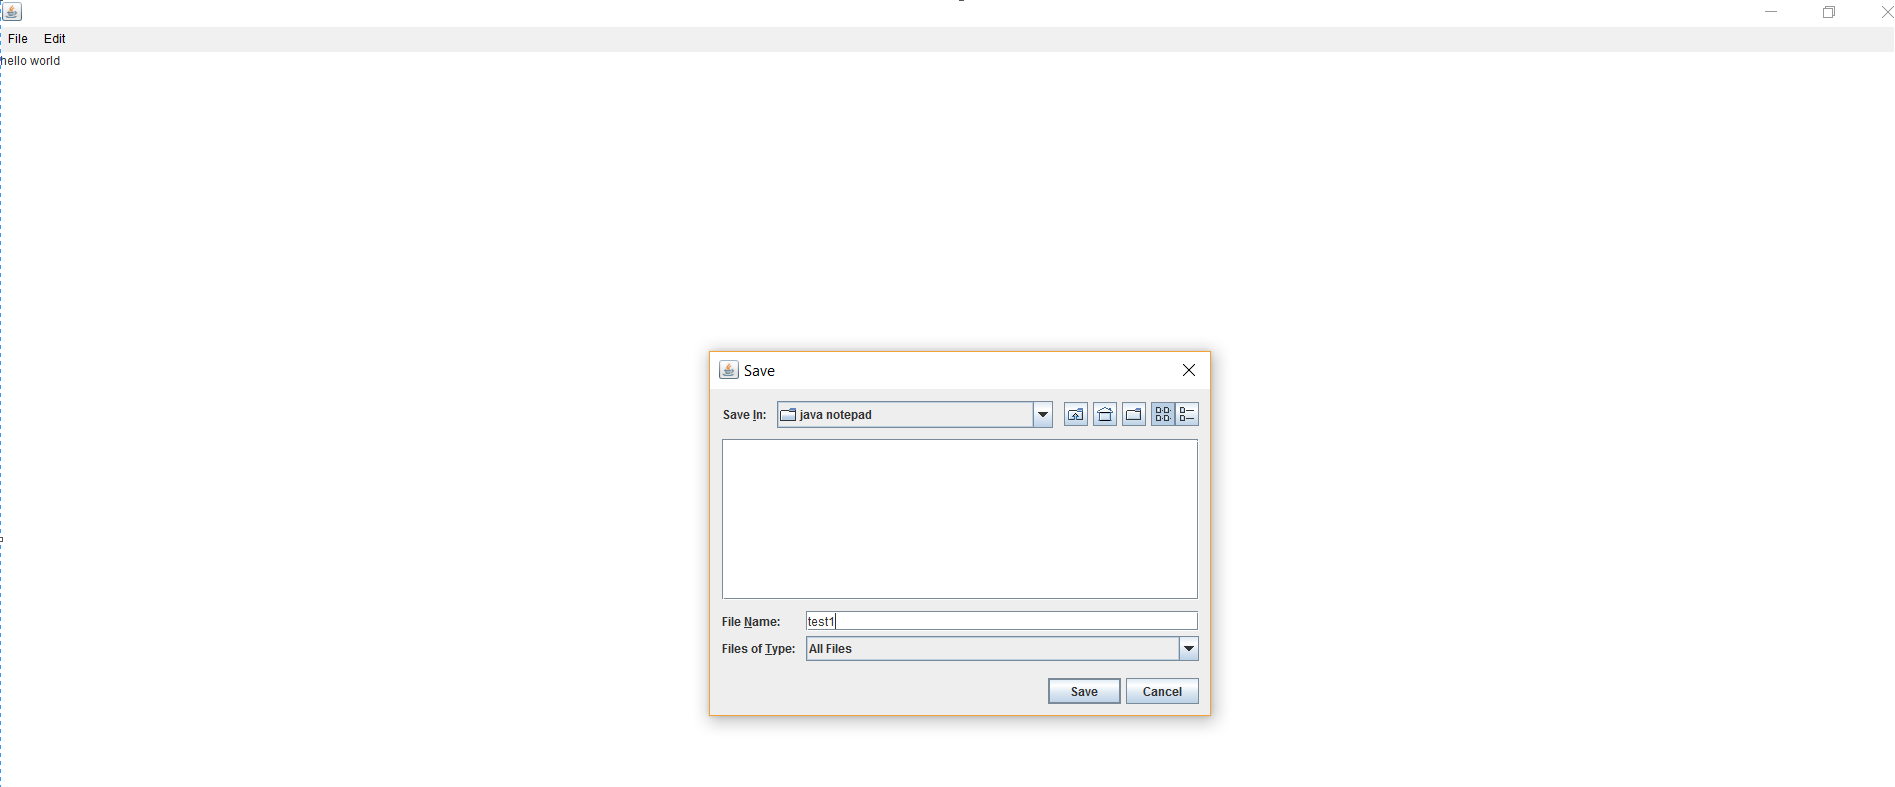 File Edit
hello world
Save
Save In: java notepad
File Name: test1
Files of Type: All Files
Save Cancel